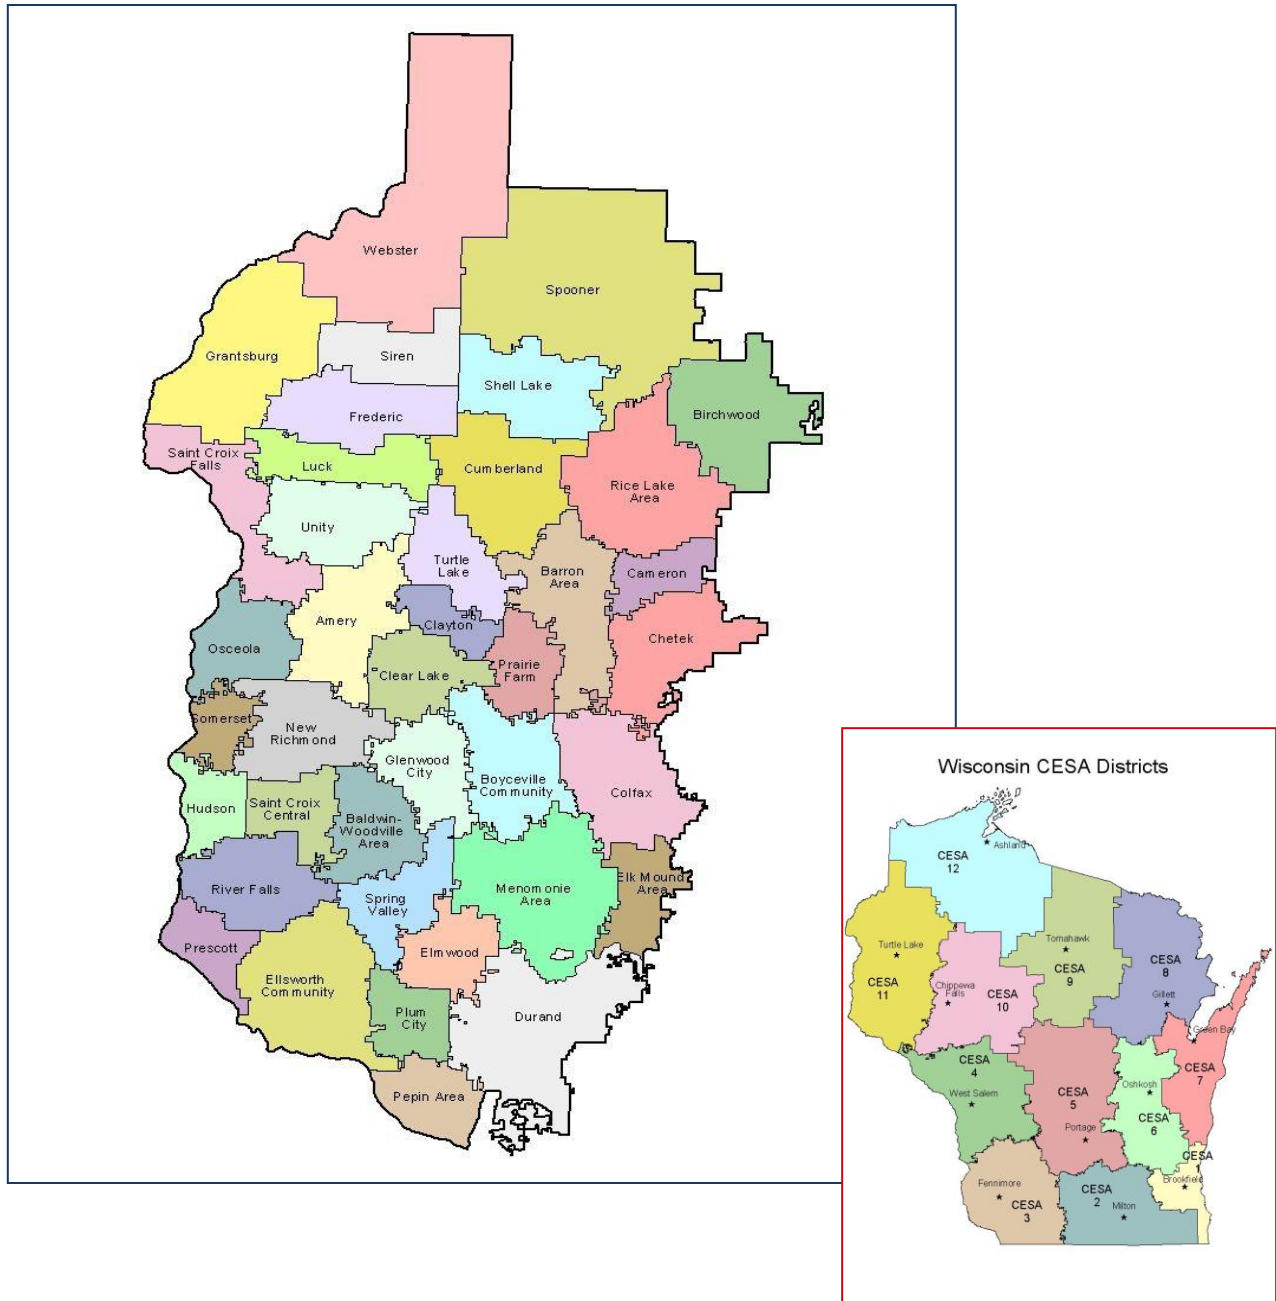 Webster
Spooner
Grantsburg
Siren
Shell Lake
Frederic
Birchwood
Saint Croix
Falls
Luck
Cumberland
Rice Lake
Area
Unity
Turtle
Lake
Barron
Area
Cameron
Amery
Clayton
Chetek
Osceola
Clear Lake
Prairie
Farm
Somerset
New
Richmond
Glenwood
City
Boyceville
Community
Colfax
Hudson
Saint Croix
Central
Baldwin-
Woodville
Area
River Falls
Spring
Valley
Menomonie
Area
Elk Mound
Area
Prescott
Elmwood
Ellsworth
Community
Plum
City
Durand
Pepin Area
Wisconsin CESA Districts
Ashland
CESA
12
Turtle Lake
CESA
11
Chippewa
Falls
CESA
10
Tomahawk
CESA
9
CESA
8
Gillett
Green Bay
CESA
7
CESA
4
West Salem
CESA
5
Portage
Oshkosh
CESA
6
CESA
1
Brookfield
Fennimore
CESA
3
CESA
2
Milton